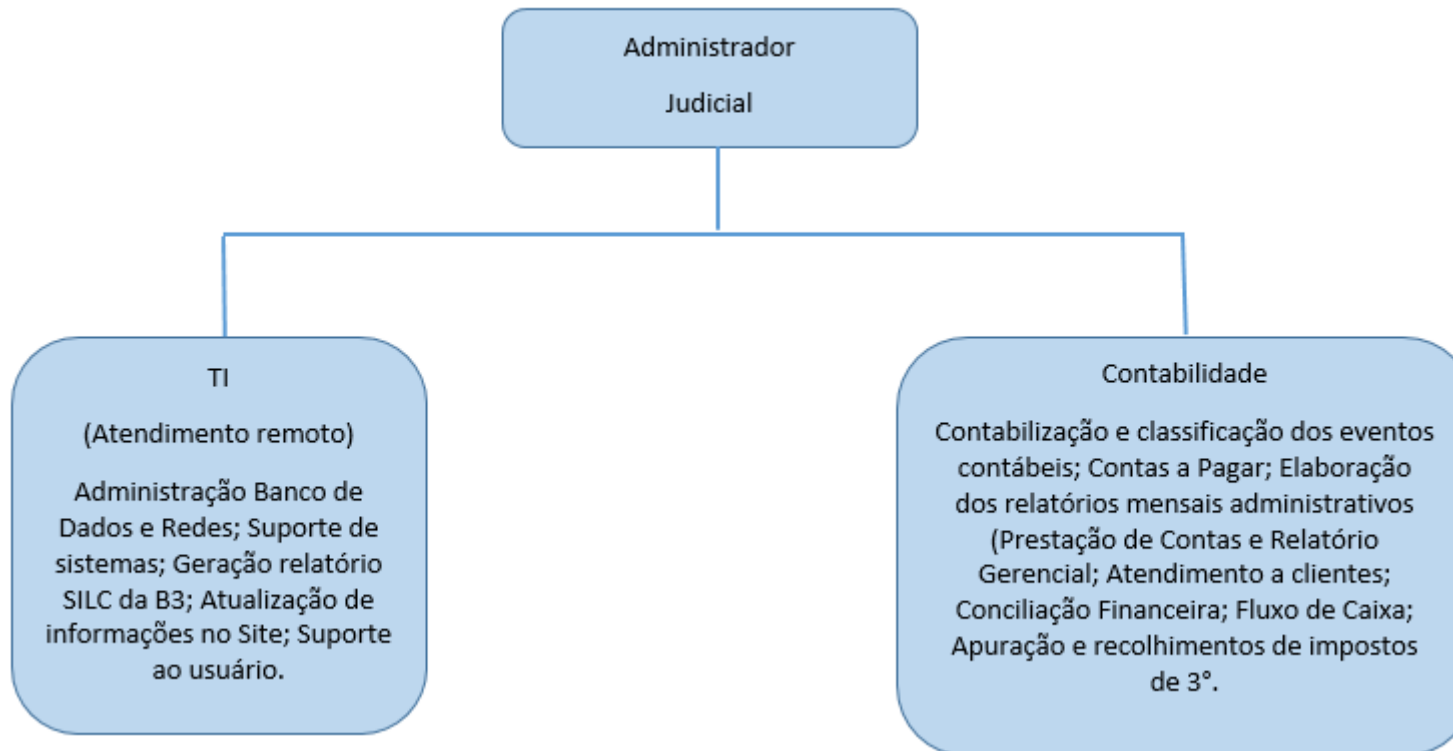 Administrador
Judicial
TI
(Atendimento remoto)
Administração Banco de
Dados e Redes; Suporte de
sistemas; Geração relatório
SILC da B3; Atualização de
informações no Site; Suporte
ao usuário.
Contabilidade
Contabilização e classificação dos eventos
contábeis; Contas a Pagar; Elaboração
dos relatórios mensais administrativos
(Prestação de Contas e Relatório
Gerencial; Atendimento a clientes;
Conciliação Financeira; Fluxo de Caixa;
Apuração e recolhimentos de impostos
de 3°.